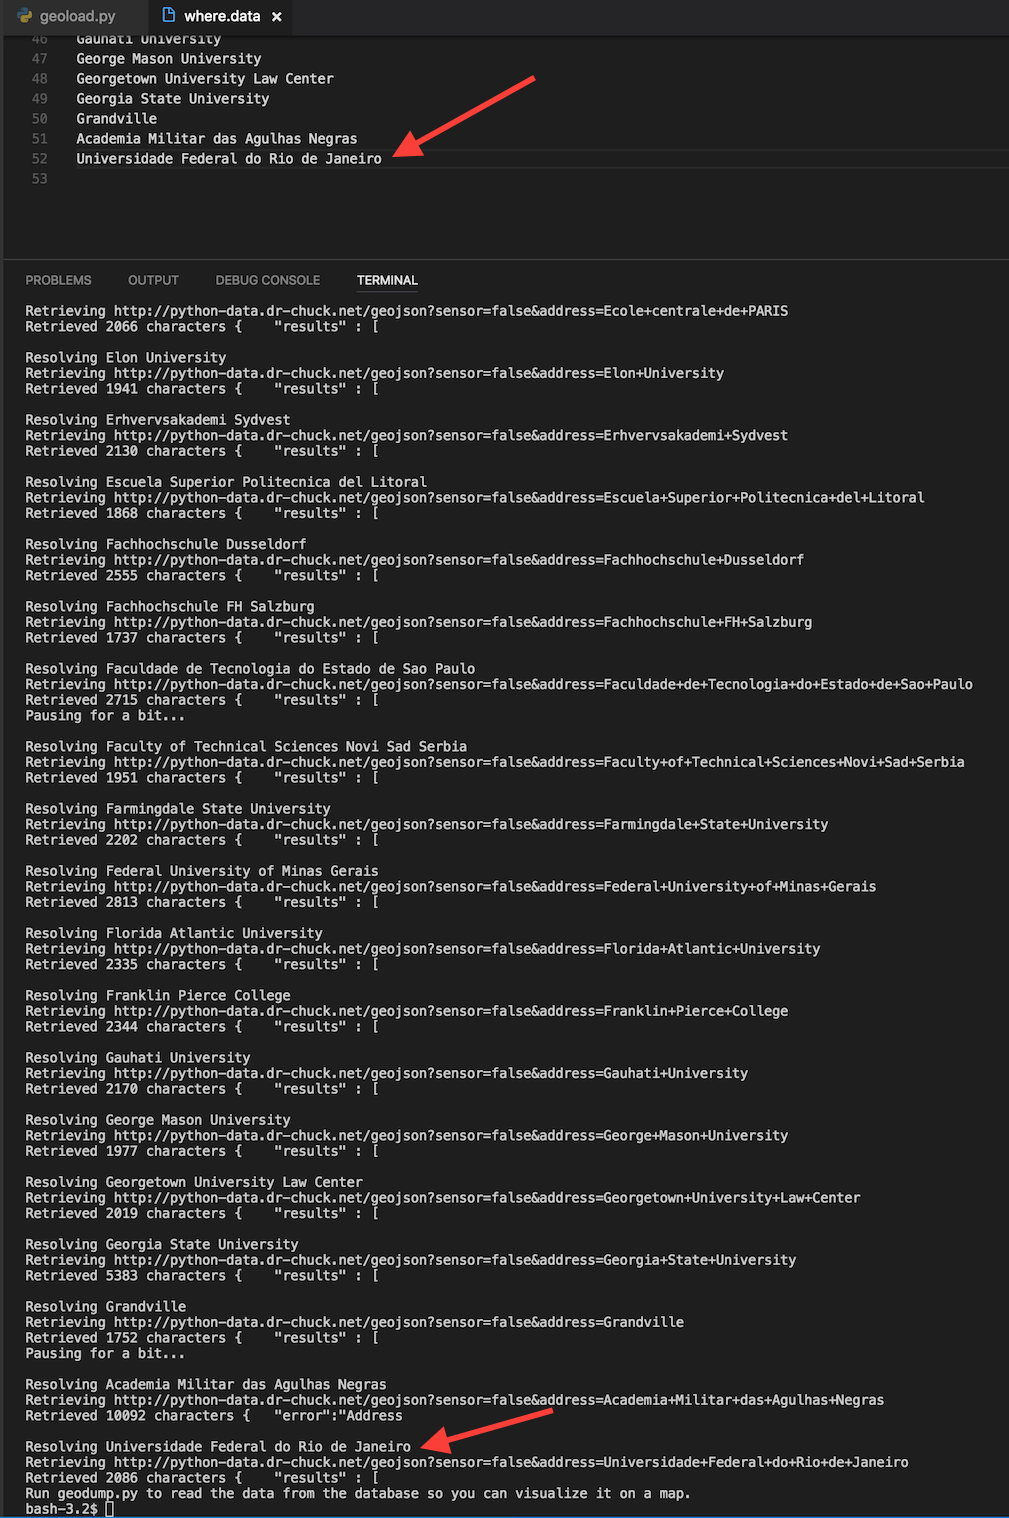 geoload.py
where.data ×
46 Gauhati University
47 George Mason University
48 Georgetown University Law Center
49 Georgia State University
50 Grandville
51 Academia Militar das Agulhas Negras
52 Universidade Federal do Rio de Janeiro
53
PROBLEMS OUTPUT DEBUG CONSOLE TERMINAL
Retrieving http://python-data.dr-chuck.net/geojson?sensor=false&address=Ecole+centrale+de+PARIS
Retrieved 2066 characters {    "results" : [
Resolving Elon University
Retrieving http://python-data.dr-chuck.net/geojson?sensor=false&address=Elon+University
Retrieved 1941 characters {    "results" : [
Resolving Erhvervsakademi Sydvest
Retrieving http://python-data.dr-chuck.net/geojson?sensor=false&address=Erhvervsakademi+Sydvest
Retrieved 2130 characters {    "results" : [
Resolving Escuela Superior Politecnica del Litoral
Retrieving http://python-data.dr-chuck.net/geojson?sensor=false&address=Escuela+Superior+Politecnica+del+Litoral
Retrieved 1868 characters {    "results" : [
Resolving Fachhochschule Dusseldorf
Retrieving http://python-data.dr-chuck.net/geojson?sensor=false&address=Fachhochschule+Dusseldorf
Retrieved 2555 characters {    "results" : [
Resolving Fachhochschule FH Salzburg
Retrieving http://python-data.dr-chuck.net/geojson?sensor=false&address=Fachhochschule+FH+Salzburg
Retrieved 1737 characters {    "results" : [
Resolving Faculdade de Tecnologia do Estado de Sao Paulo
Retrieving http://python-data.dr-chuck.net/geojson?sensor=false&address=Faculdade+de+Tecnologia+do+Estado+de+Sao+Paulo
Retrieved 2715 characters {    "results" : [
Pausing for a bit...
Resolving Faculty of Technical Sciences Novi Sad Serbia
Retrieving http://python-data.dr-chuck.net/geojson?sensor=false&address=Faculty+of+Technical+Sciences+Novi+Sad+Serbia
Retrieved 1951 characters {    "results" : [
Resolving Farmingdale State University
Retrieving http://python-data.dr-chuck.net/geojson?sensor=false&address=Farmingdale+State+University
Retrieved 2202 characters {    "results" : [
Resolving Federal University of Minas Gerais
Retrieving http://python-data.dr-chuck.net/geojson?sensor=false&address=Federal+University+of+Minas+Gerais
Retrieved 2813 characters {    "results" : [
Resolving Florida Atlantic University
Retrieving http://python-data.dr-chuck.net/geojson?sensor=false&address=Florida+Atlantic+University
Retrieved 2335 characters {    "results" : [
Resolving Franklin Pierce College
Retrieving http://python-data.dr-chuck.net/geojson?sensor=false&address=Franklin+Pierce+College
Retrieved 2344 characters {    "results" : [
Resolving Gauhati University
Retrieving http://python-data.dr-chuck.net/geojson?sensor=false&address=Gauhati+University
Retrieved 2170 characters {    "results" : [
Resolving George Mason University
Retrieving http://python-data.dr-chuck.net/geojson?sensor=false&address=George+Mason+University
Retrieved 1977 characters {    "results" : [
Resolving Georgetown University Law Center
Retrieving http://python-data.dr-chuck.net/geojson?sensor=false&address=Georgetown+University+Law+Center
Retrieved 2019 characters {    "results" : [
Resolving Georgia State University
Retrieving http://python-data.dr-chuck.net/geojson?sensor=false&address=Georgia+State+University
Retrieved 5383 characters {    "results" : [
Resolving Grandville
Retrieving http://python-data.dr-chuck.net/geojson?sensor=false&address=Grandville
Retrieved 1752 characters {    "results" : [
Pausing for a bit...
Resolving Academia Militar das Agulhas Negras
Retrieving http://python-data.dr-chuck.net/geojson?sensor=false&address=Academia+Militar+das+Agulhas+Negras
Retrieved 10092 characters {   "error":"Address
Resolving Universidade Federal do Rio de Janeiro
Retrieving http://python-data.dr-chuck.net/geojson?sensor=false&address=Universidade+Federal+do+Rio+de+Janeiro
Retrieved 2086 characters {    "results" : [
Run geodump.py to read the data from the database so you can visualize it on a map.
bash-3.2$